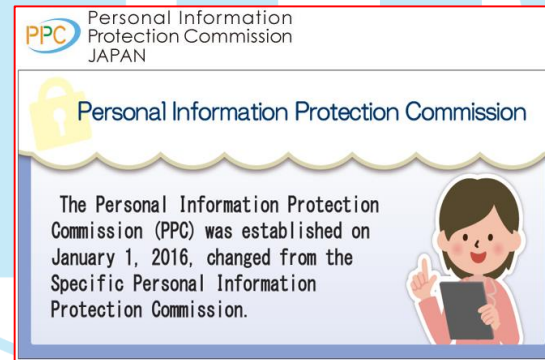 PPC
Personal Information
Protection Commission
JAPAN
Personal Information Protection Commission
The Personal Information Protection
Commission (PPC) was established on
January 1, 2016, changed from the
Specific Personal Information
Protection Commission.